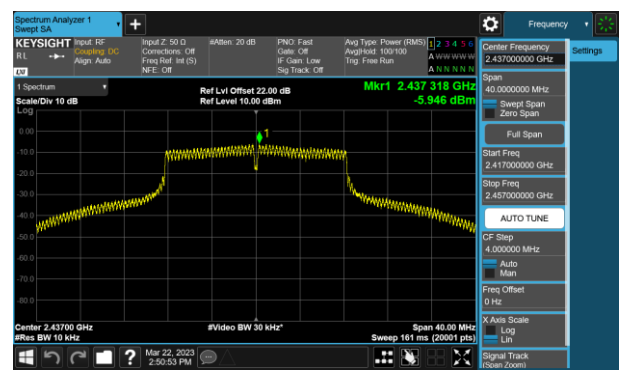 Spectrum Analyzer 1
Swept SA
Frequency
KEYSIGHT
Input: RF
Coupling: DC
Align: Auto
RL
LXI
Input Z: 50 Ω
Corrections: Off
Freq Ref: Int (S)
NFE: Off
#Atten: 20 dB
PNO: Fast
Gate: Off
IF Gain: Low
Sig Track: Off
Avg Type: Power (RMS)
Avg|Hold: 100/100
Trig: Free Run
1 2 3 4 5 6
A W W W W W
A N N N N N
1 Spectrum
Scale/Div 10 dB
Log
Ref Lvl Offset 22.00 dB
Ref Level 10.00 dBm
Mkr1 2.437 318 GHz
-5.946 dBm
1
0.00
-10.0
-20.0
-30.0
-40.0
-50.0
-60.0
-70.0
-80.0
Center 2.43700 GHz
#Res BW 10 kHz
#Video BW 30 kHz*
Span 40.00 MHz
Sweep 161 ms (20001 pts)
Center Frequency
2.437000000 GHz
Settings
Span
40.0000000 MHz
Swept Span
Zero Span
Full Span
Start Freq
2.417000000 GHz
Stop Freq
2.457000000 GHz
AUTO TUNE
CF Step
4.000000 MHz
Auto
Man
Freq Offset
0 Hz
X Axis Scale
Log
Lin
Signal Track
(Span Zoom)
?
Mar 22, 2023
2:50:53 PM